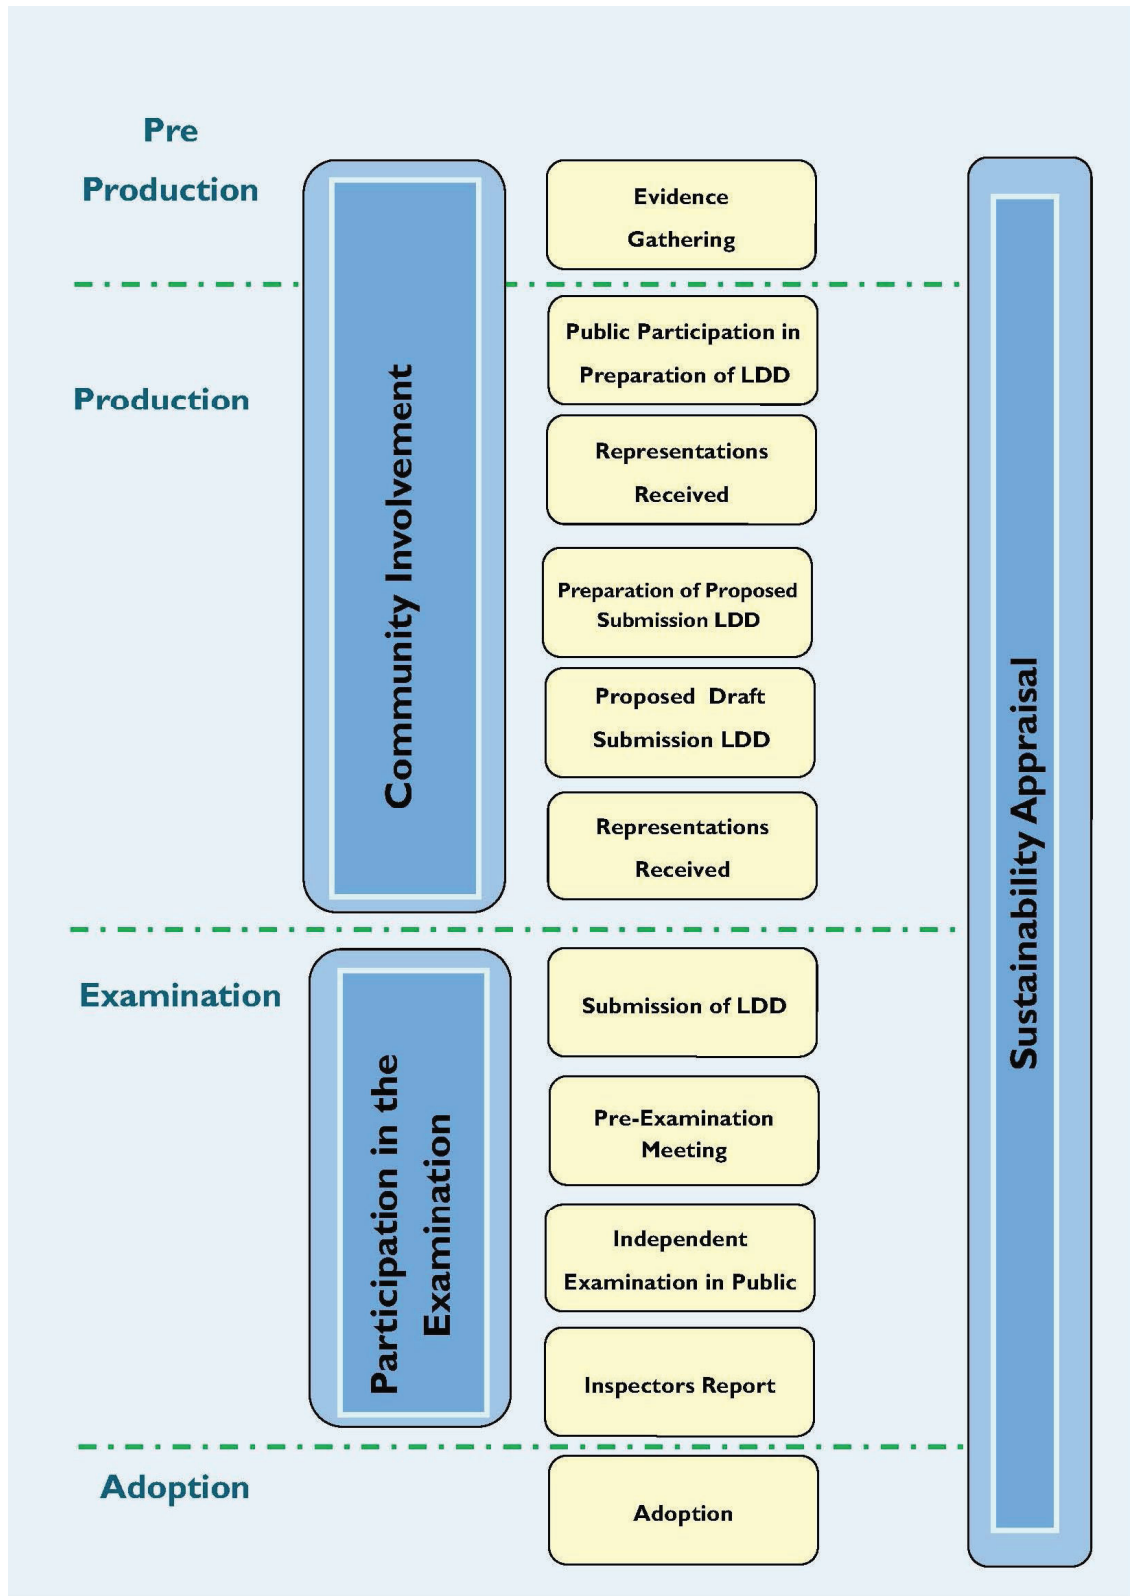 Pre
Production
Evidence
Gathering
Production
Community Involvement
Public Participation in
Preparation of LDD
Representations
Received
Preparation of Proposed
Submission LDD
Proposed Draft
Submission LDD
Representations
Received
Sustainability Appraisal
Examination
Participation in the
Examination
Submission of LDD
Pre-Examination
Meeting
Independent
Examination in Public
Inspectors Report
Adoption
Adoption